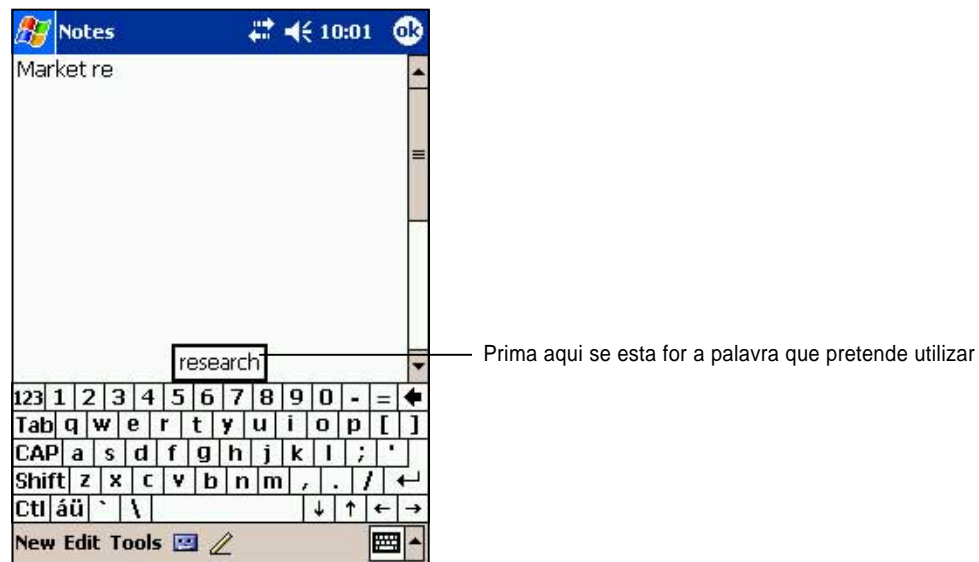 Notes 10:01 ok
Market re
research
Prima aqui se esta for a palavra que pretende utilizar
123 1 2 3 4 5 6 7 8 9 0 - =
Tab q w e r t y u i o p [ ]
CAP a s d f g h j k l ; '
Shift z x c v b n m , . /
Ctl áü ` \ ↓ ↑ ← →
New Edit Tools